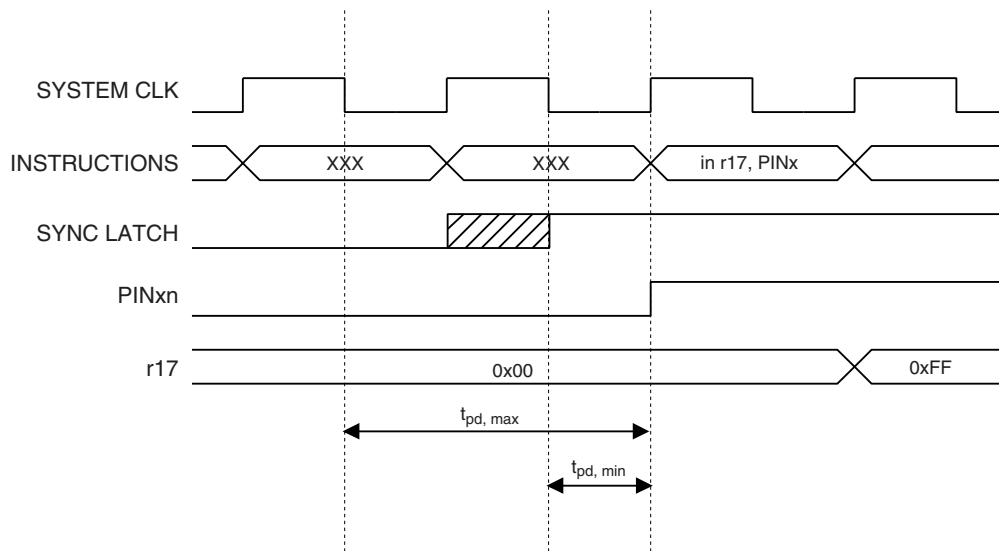 SYSTEM CLK
INSTRUCTIONS XXX XXX in r17, PINx
SYNC LATCH
PINxn
r17 0x00 0xFF
tpd, max
tpd, min